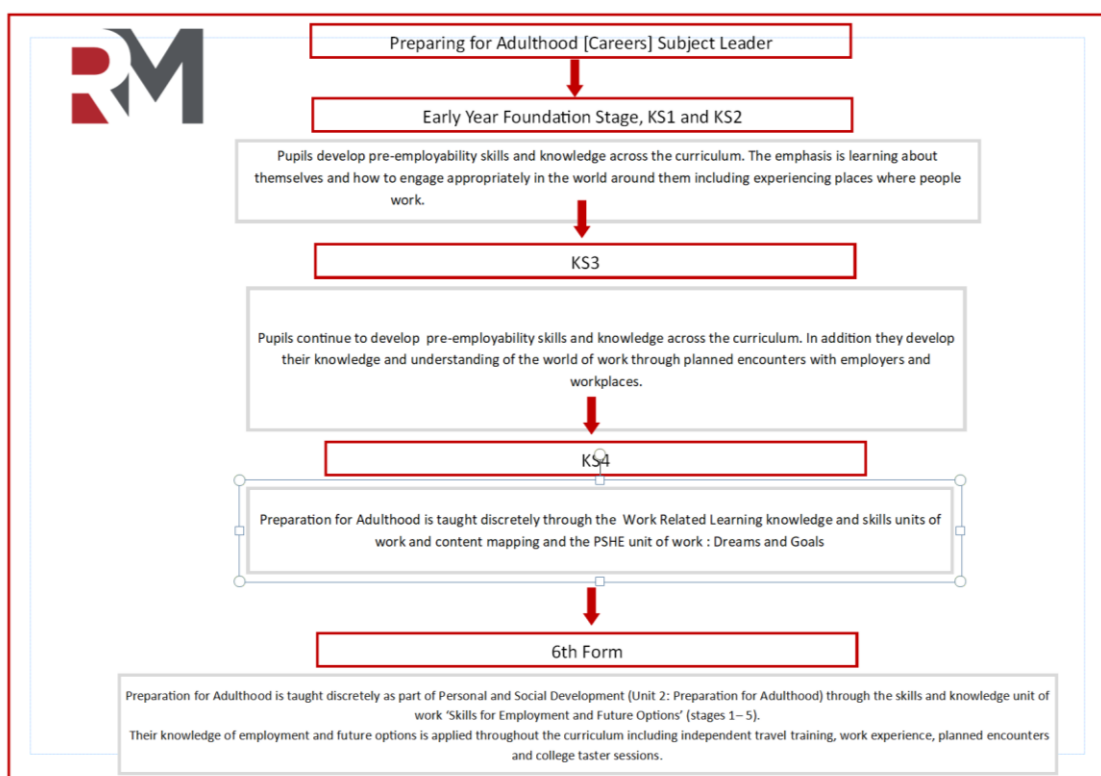 RM
Preparing for Adulthood [Careers] Subject Leader
Early Year Foundation Stage, KS1 and KS2
Pupils develop pre-employability skills and knowledge across the curriculum. The emphasis is learning about
themselves and how to engage appropriately in the world around them including experiencing places where people
work.
KS3
Pupils continue to develop pre-employability skills and knowledge across the curriculum. In addition they develop
their knowledge and understanding of the world of work through planned encounters with employers and
workplaces.
KS4
Preparation for Adulthood is taught discretely through the Work Related Learning knowledge and skills units of
work and content mapping and the PSHE unit of work : Dreams and Goals
6th Form
Preparation for Adulthood is taught discretely as part of Personal and Social Development (Unit 2: Preparation for Adulthood) through the skills and knowledge unit of
work ‘Skills for Employment and Future Options’ (stages 1– 5).
Their knowledge of employment and future options is applied throughout the curriculum including independent travel training, work experience, planned encounters
and college taster sessions.